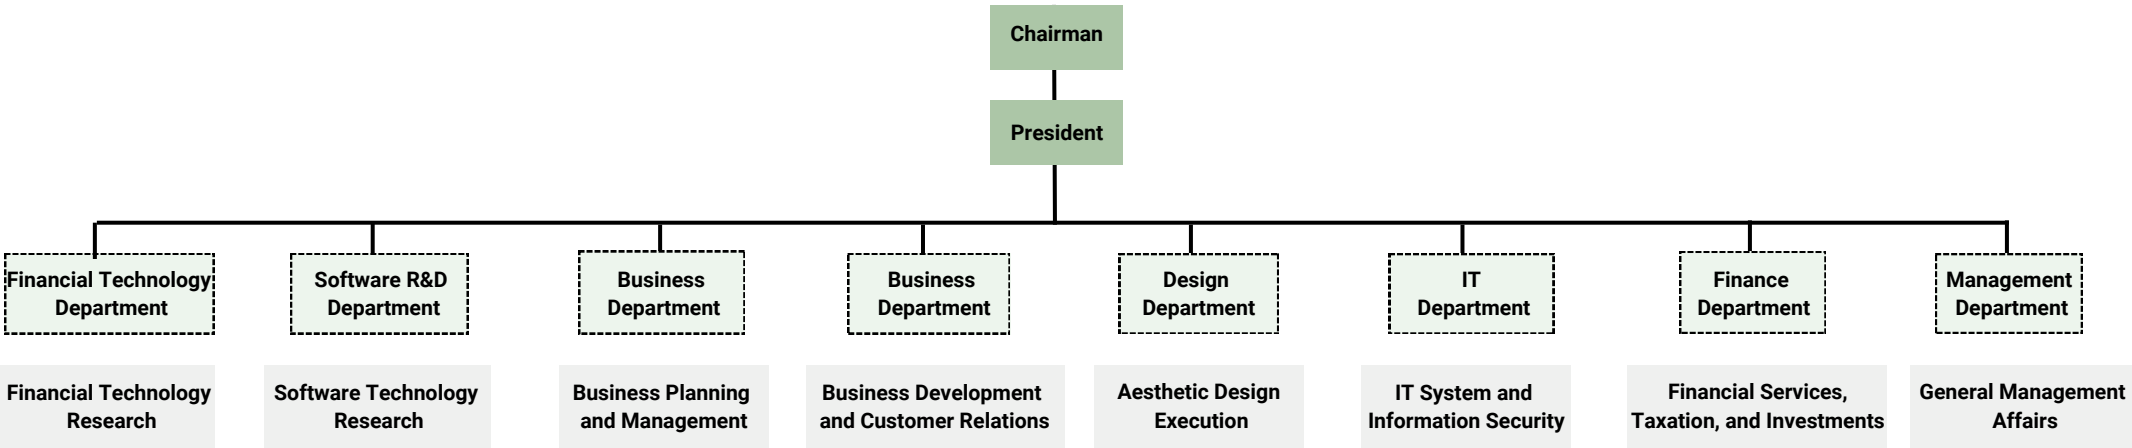 Chairman
President
Financial Technology
Department
Software R&D
Department
Business
Department
Business
Department
Design
Department
IT
Department
Finance
Department
Management
Department
Financial Technology
Research
Software Technology
Research
Business Planning
and Management
Business Development
and Customer Relations
Aesthetic Design
Execution
IT System and
Information Security
Financial Services,
Taxation, and Investments
General Management
Affairs